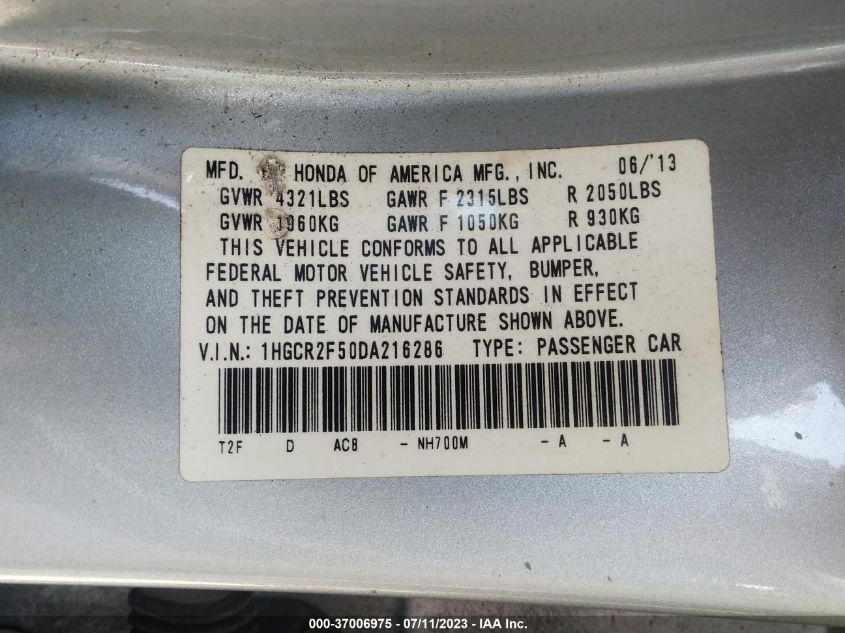 MFD. HONDA OF AMERICA MFG., INC. 06/'13
GVWR 4321LBS GAWR F 2315LBS R 2050LBS
GVWR 1960KG GAWR F 1050KG R 930KG
THIS VEHICLE CONFORMS TO ALL APPLICABLE
FEDERAL MOTOR VEHICLE SAFETY, BUMPER,
AND THEFT PREVENTION STANDARDS IN EFFECT
ON THE DATE OF MANUFACTURE SHOWN ABOVE.
V.I.N.: 1HGCR2F50DA216286 TYPE: PASSENGER CAR
T2F D AC8 - NH700M - A - A
000-37006975 / 07/11/2023 - IAA Inc.